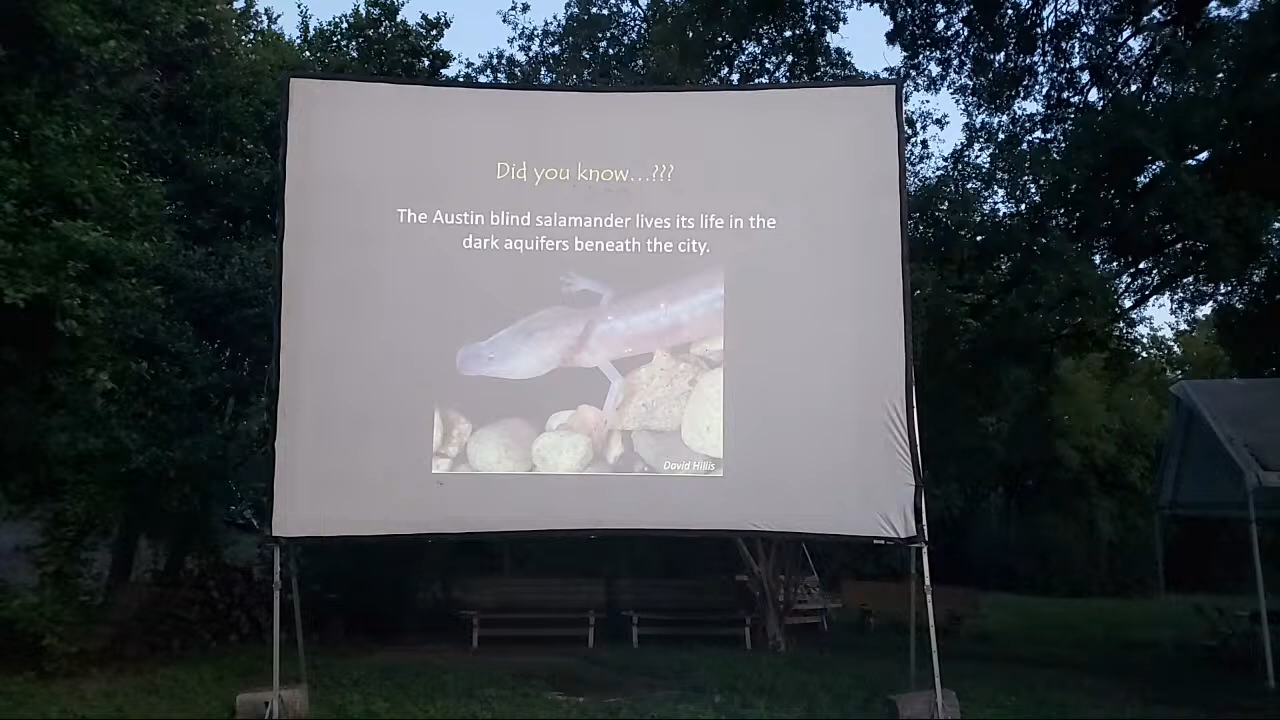 Did you know...???
The Austin blind salamander lives its life in the
dark aquifers beneath the city.
David Hillis